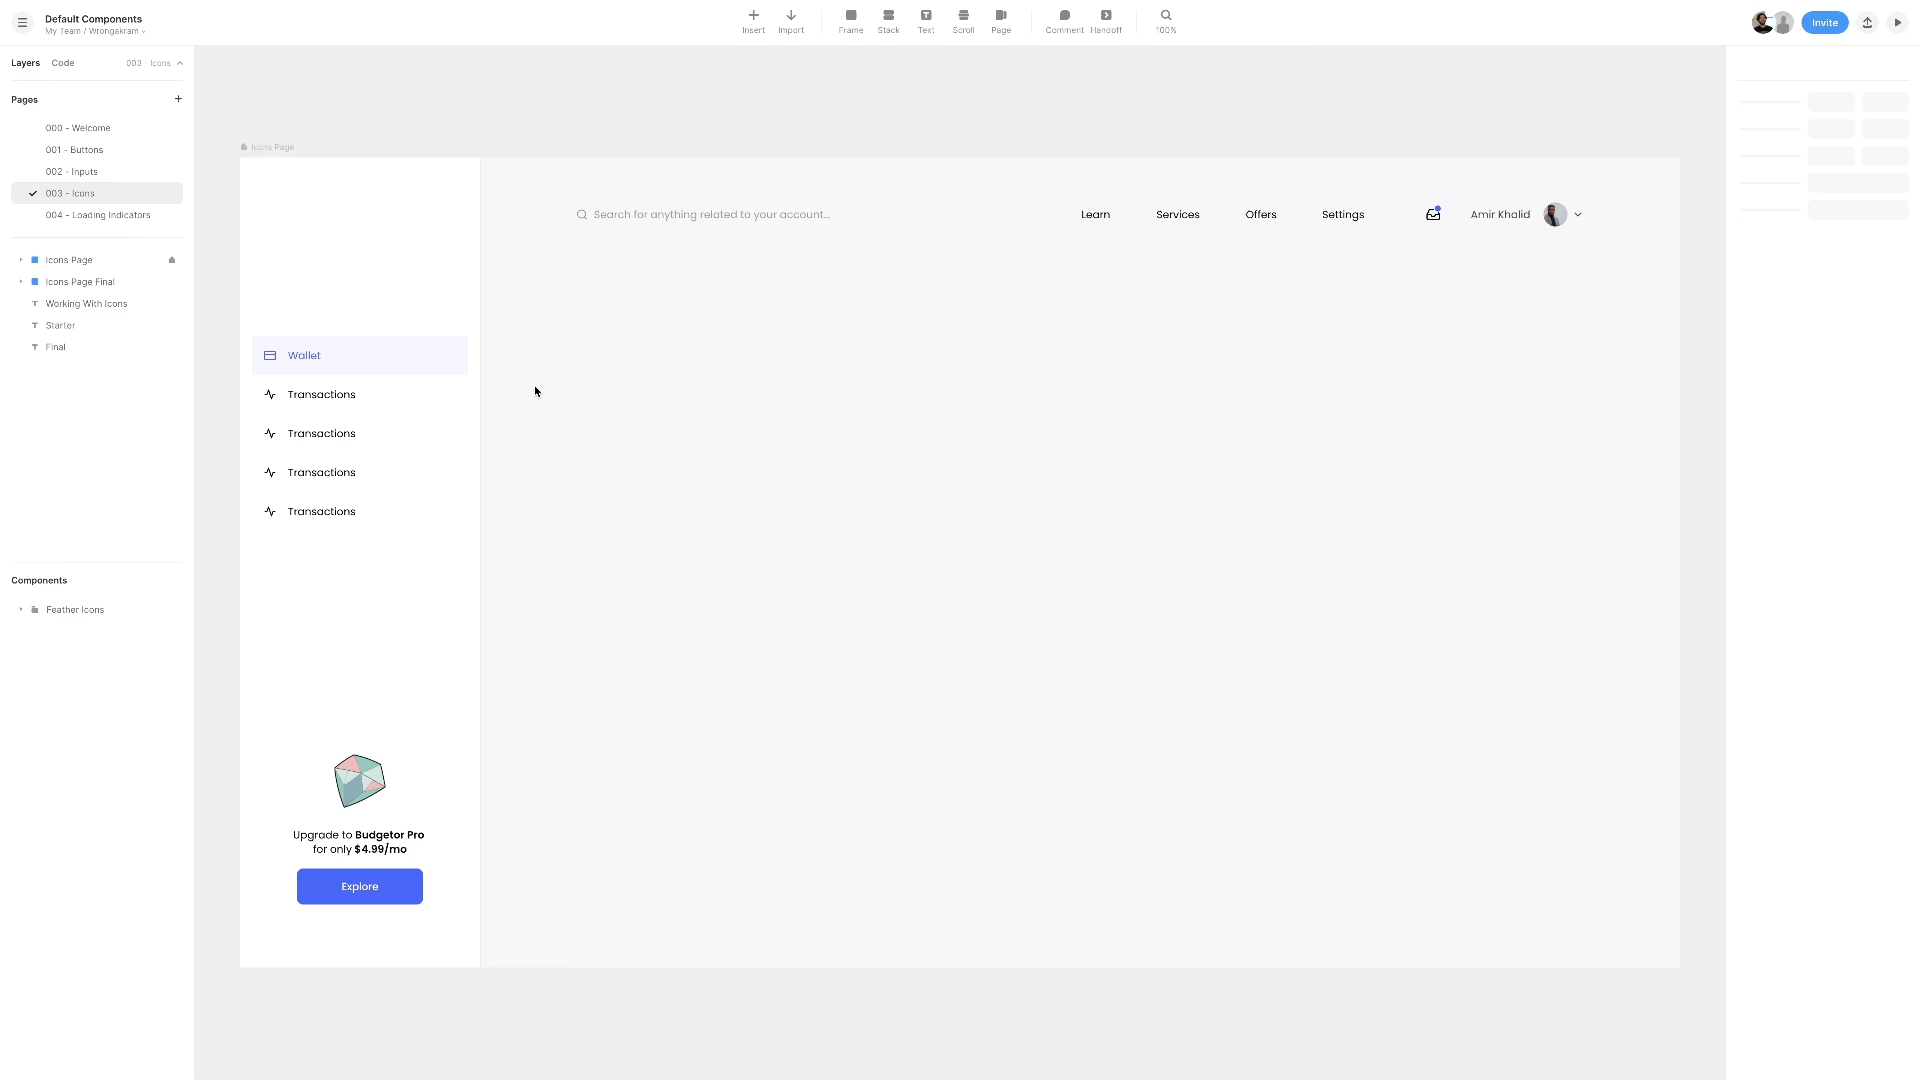 Default Components
My Team / Wrongakram
Insert
Import
Frame
Stack
Text
Scroll
Page
Comment
Handoff
100%
Invite
Layers
Code
003 - Icons
Pages
000 - Welcome
001 - Buttons
002 - Inputs
003 - Icons
004 - Loading Indicators
Icons Page
Icons Page Final
Working With Icons
Starter
Final
Components
Feather Icons
Icons Page
Search for anything related to your account...
Learn
Services
Offers
Settings
Amir Khalid
Wallet
Transactions
Transactions
Transactions
Transactions
Upgrade to Budgetor Pro
for only $4.99/mo
Explore